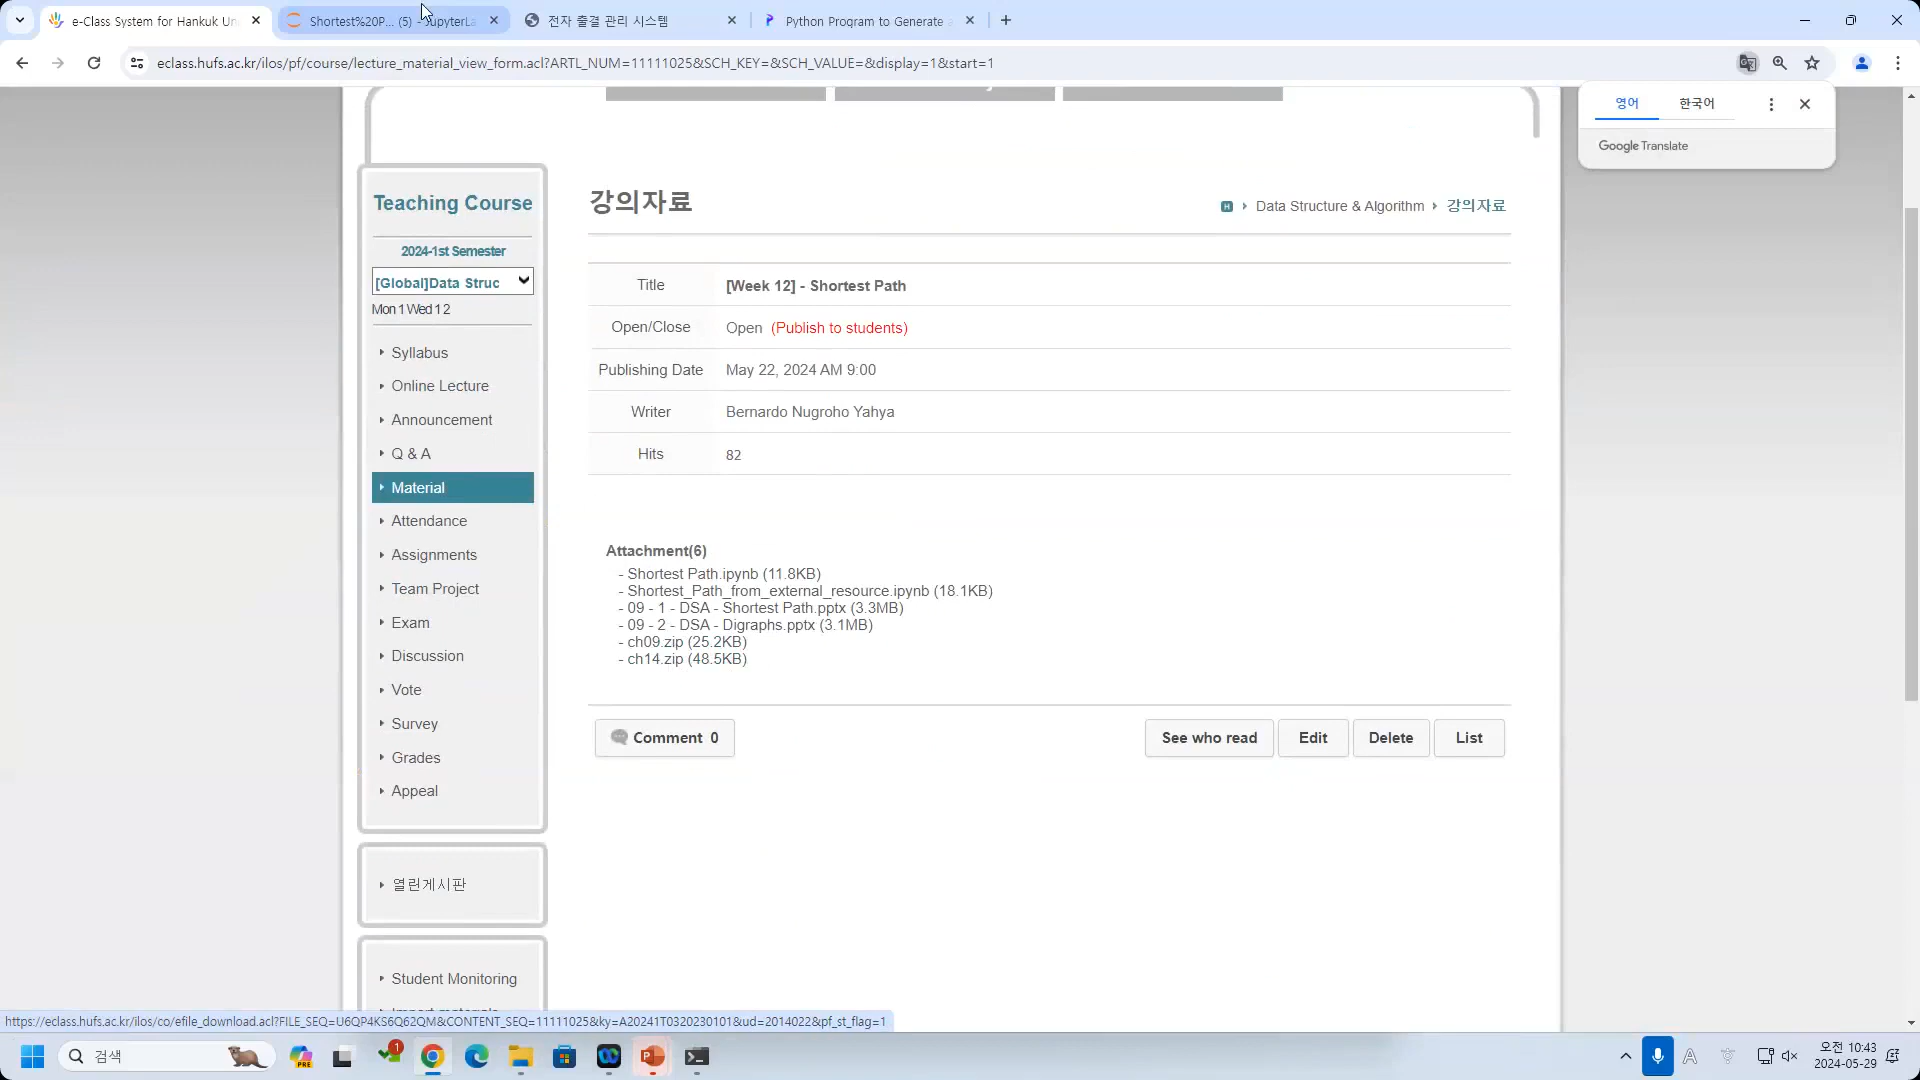 e-Class System for Hankuk Un
Shortest%20P... (5) - JupyterLa
전자 출결 관리 시스템
Python Program to Generate a
eclass.hufs.ac.kr/ilos/pf/course/lecture_material_view_form.acl?ARTL_NUM=11111025&SCH_KEY=&SCH_VALUE=&display=1&start=1
영어 한국어
Google Translate
Teaching Course
2024-1st Semester
[Global]Data Struc
Mon 1 Wed 1 2
Syllabus
Online Lecture
Announcement
Q & A
Material
Attendance
Assignments
Team Project
Exam
Discussion
Vote
Survey
Grades
Appeal
열린게시판
Student Monitoring
강의자료
H Data Structure & Algorithm 강의자료
Title [Week 12] - Shortest Path
Open/Close Open (Publish to students)
Publishing Date May 22, 2024 AM 9:00
Writer Bernardo Nugroho Yahya
Hits 82
Attachment(6)
- Shortest Path.ipynb (11.8KB)
- Shortest_Path_from_external_resource.ipynb (18.1KB)
- 09 - 1 - DSA - Shortest Path.pptx (3.3MB)
- 09 - 2 - DSA - Digraphs.pptx (3.1MB)
- ch09.zip (25.2KB)
- ch14.zip (48.5KB)
Comment 0
See who read Edit Delete List
https://eclass.hufs.ac.kr/ilos/co/efile_download.acl?FILE_SEQ=U6QP4KS6Q62QM&CONTENT_SEQ=11111025&ky=A20241T0320230101&ud=2014022&pf_st_flag=1
검색
PRE
1
A
오전 10:43
2024-05-29